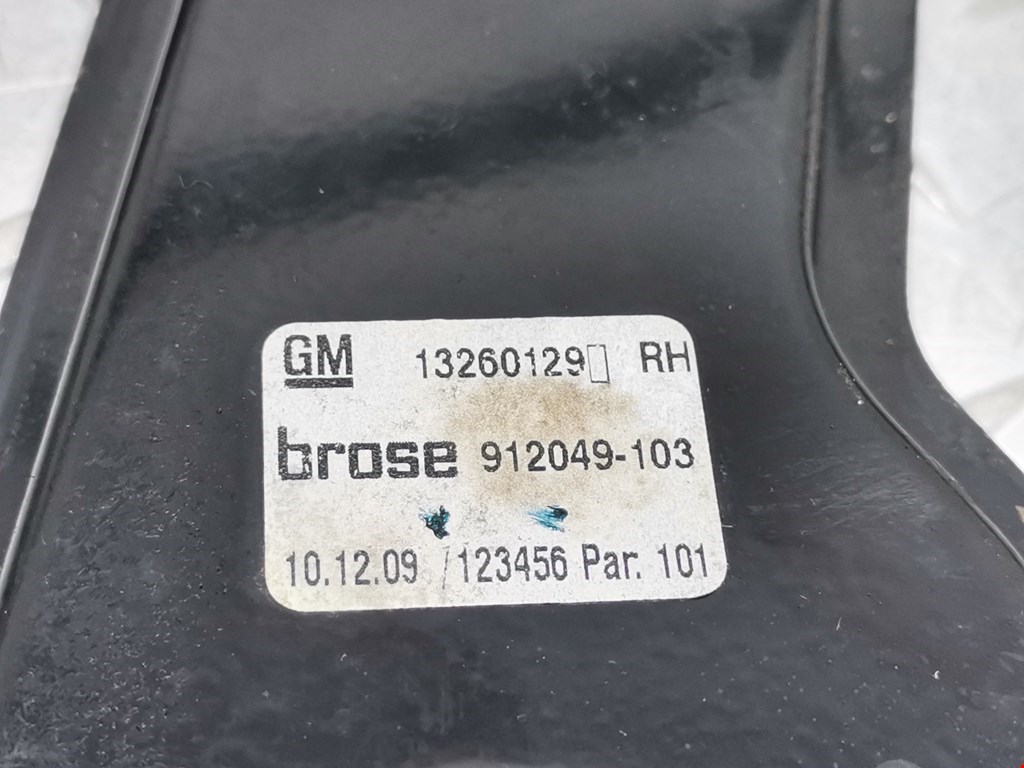 GM 13260129▯ RH
brose 912049-103
10.12.09 /123456 Par. 101